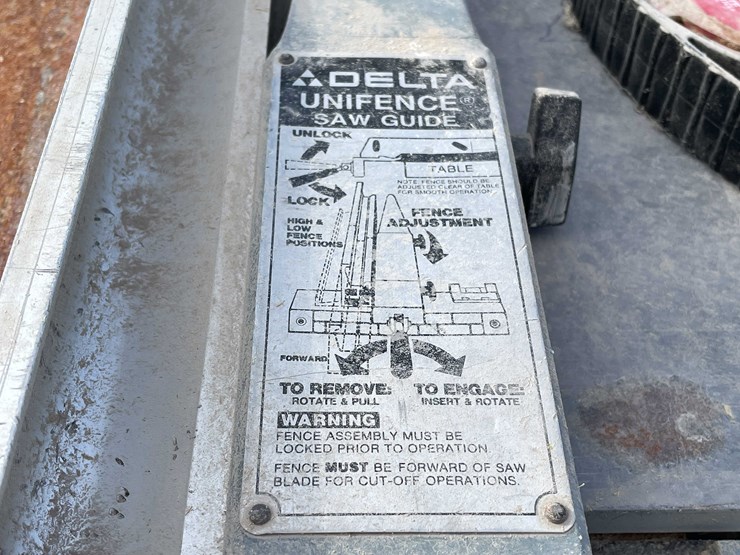 DELTA
UNIFENCE®
SAW GUIDE
UNLOCK
TABLE
NOTE: FENCE SHOULD BE
ADJUSTED CLEAR OF TABLE
FOR SMOOTH OPERATION
LOCK
HIGH &
LOW
FENCE
POSITIONS
FENCE
ADJUSTMENT
FORWARD
TO REMOVE:
ROTATE & PULL
TO ENGAGE:
INSERT & ROTATE
WARNING
FENCE ASSEMBLY MUST BE
LOCKED PRIOR TO OPERATION.
FENCE MUST BE FORWARD OF SAW
BLADE FOR CUT-OFF OPERATIONS.